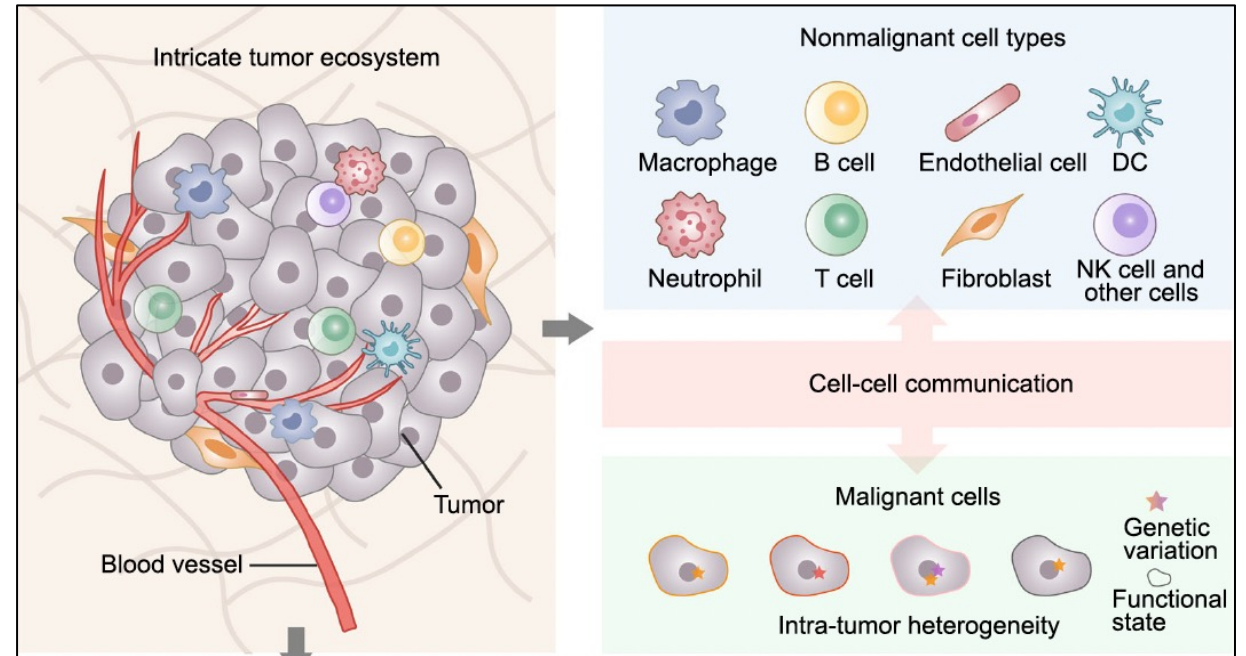 Intricate tumor ecosystem
Tumor
Blood vessel
Nonmalignant cell types
Macrophage
B cell
Endothelial cell
DC
Neutrophil
T cell
Fibroblast
NK cell and
other cells
Cell-cell communication
Malignant cells
Genetic
variation
Functional
state
Intra-tumor heterogeneity